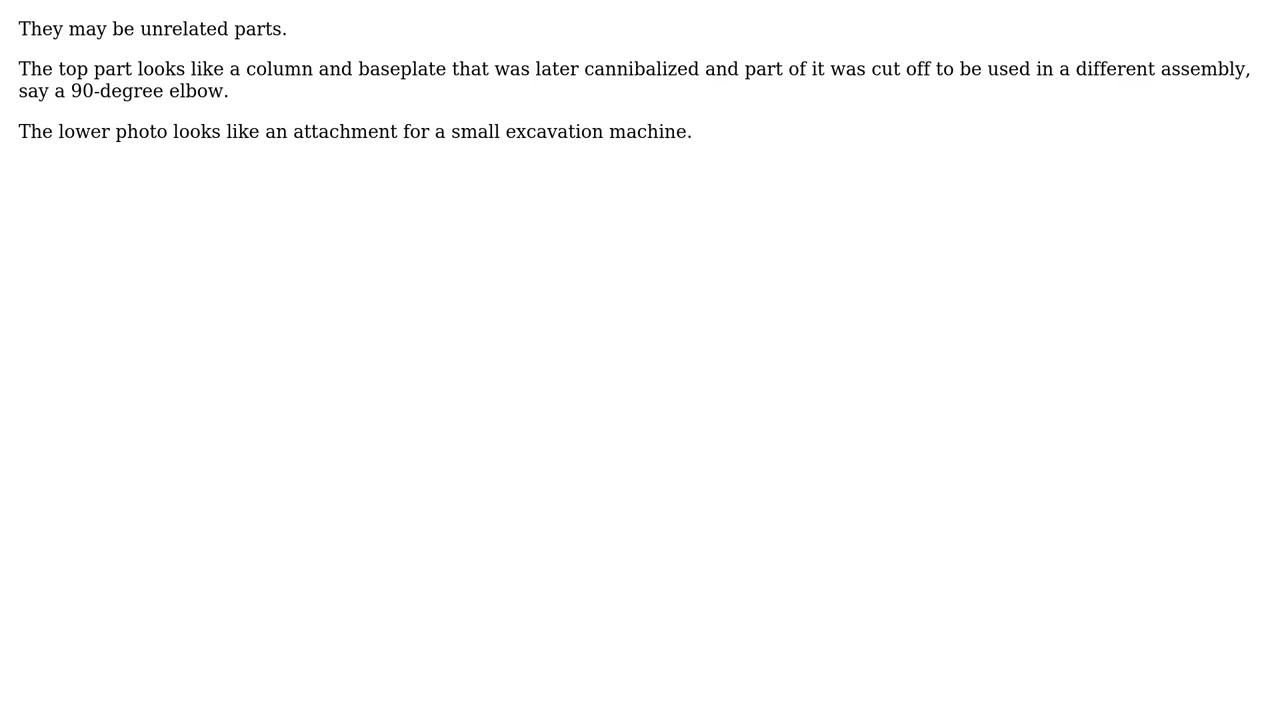 They may be unrelated parts.
The top part looks like a column and baseplate that was later cannibalized and part of it was cut off to be used in a different assembly,
say a 90-degree elbow.
The lower photo looks like an attachment for a small excavation machine.